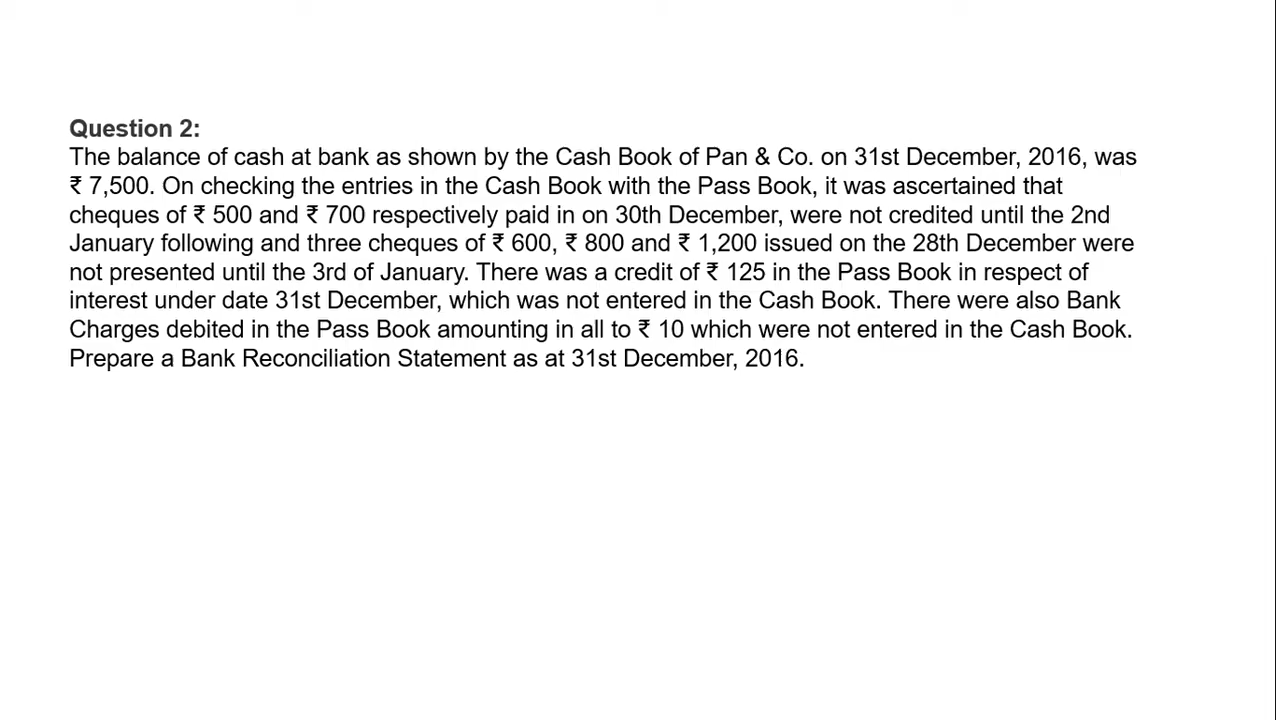 Question 2:
The balance of cash at bank as shown by the Cash Book of Pan & Co. on 31st December, 2016, was
₹ 7,500. On checking the entries in the Cash Book with the Pass Book, it was ascertained that
cheques of ₹ 500 and ₹ 700 respectively paid in on 30th December, were not credited until the 2nd
January following and three cheques of ₹ 600, ₹ 800 and ₹ 1,200 issued on the 28th December were
not presented until the 3rd of January. There was a credit of ₹ 125 in the Pass Book in respect of
interest under date 31st December, which was not entered in the Cash Book. There were also Bank
Charges debited in the Pass Book amounting in all to ₹ 10 which were not entered in the Cash Book.
Prepare a Bank Reconciliation Statement as at 31st December, 2016.